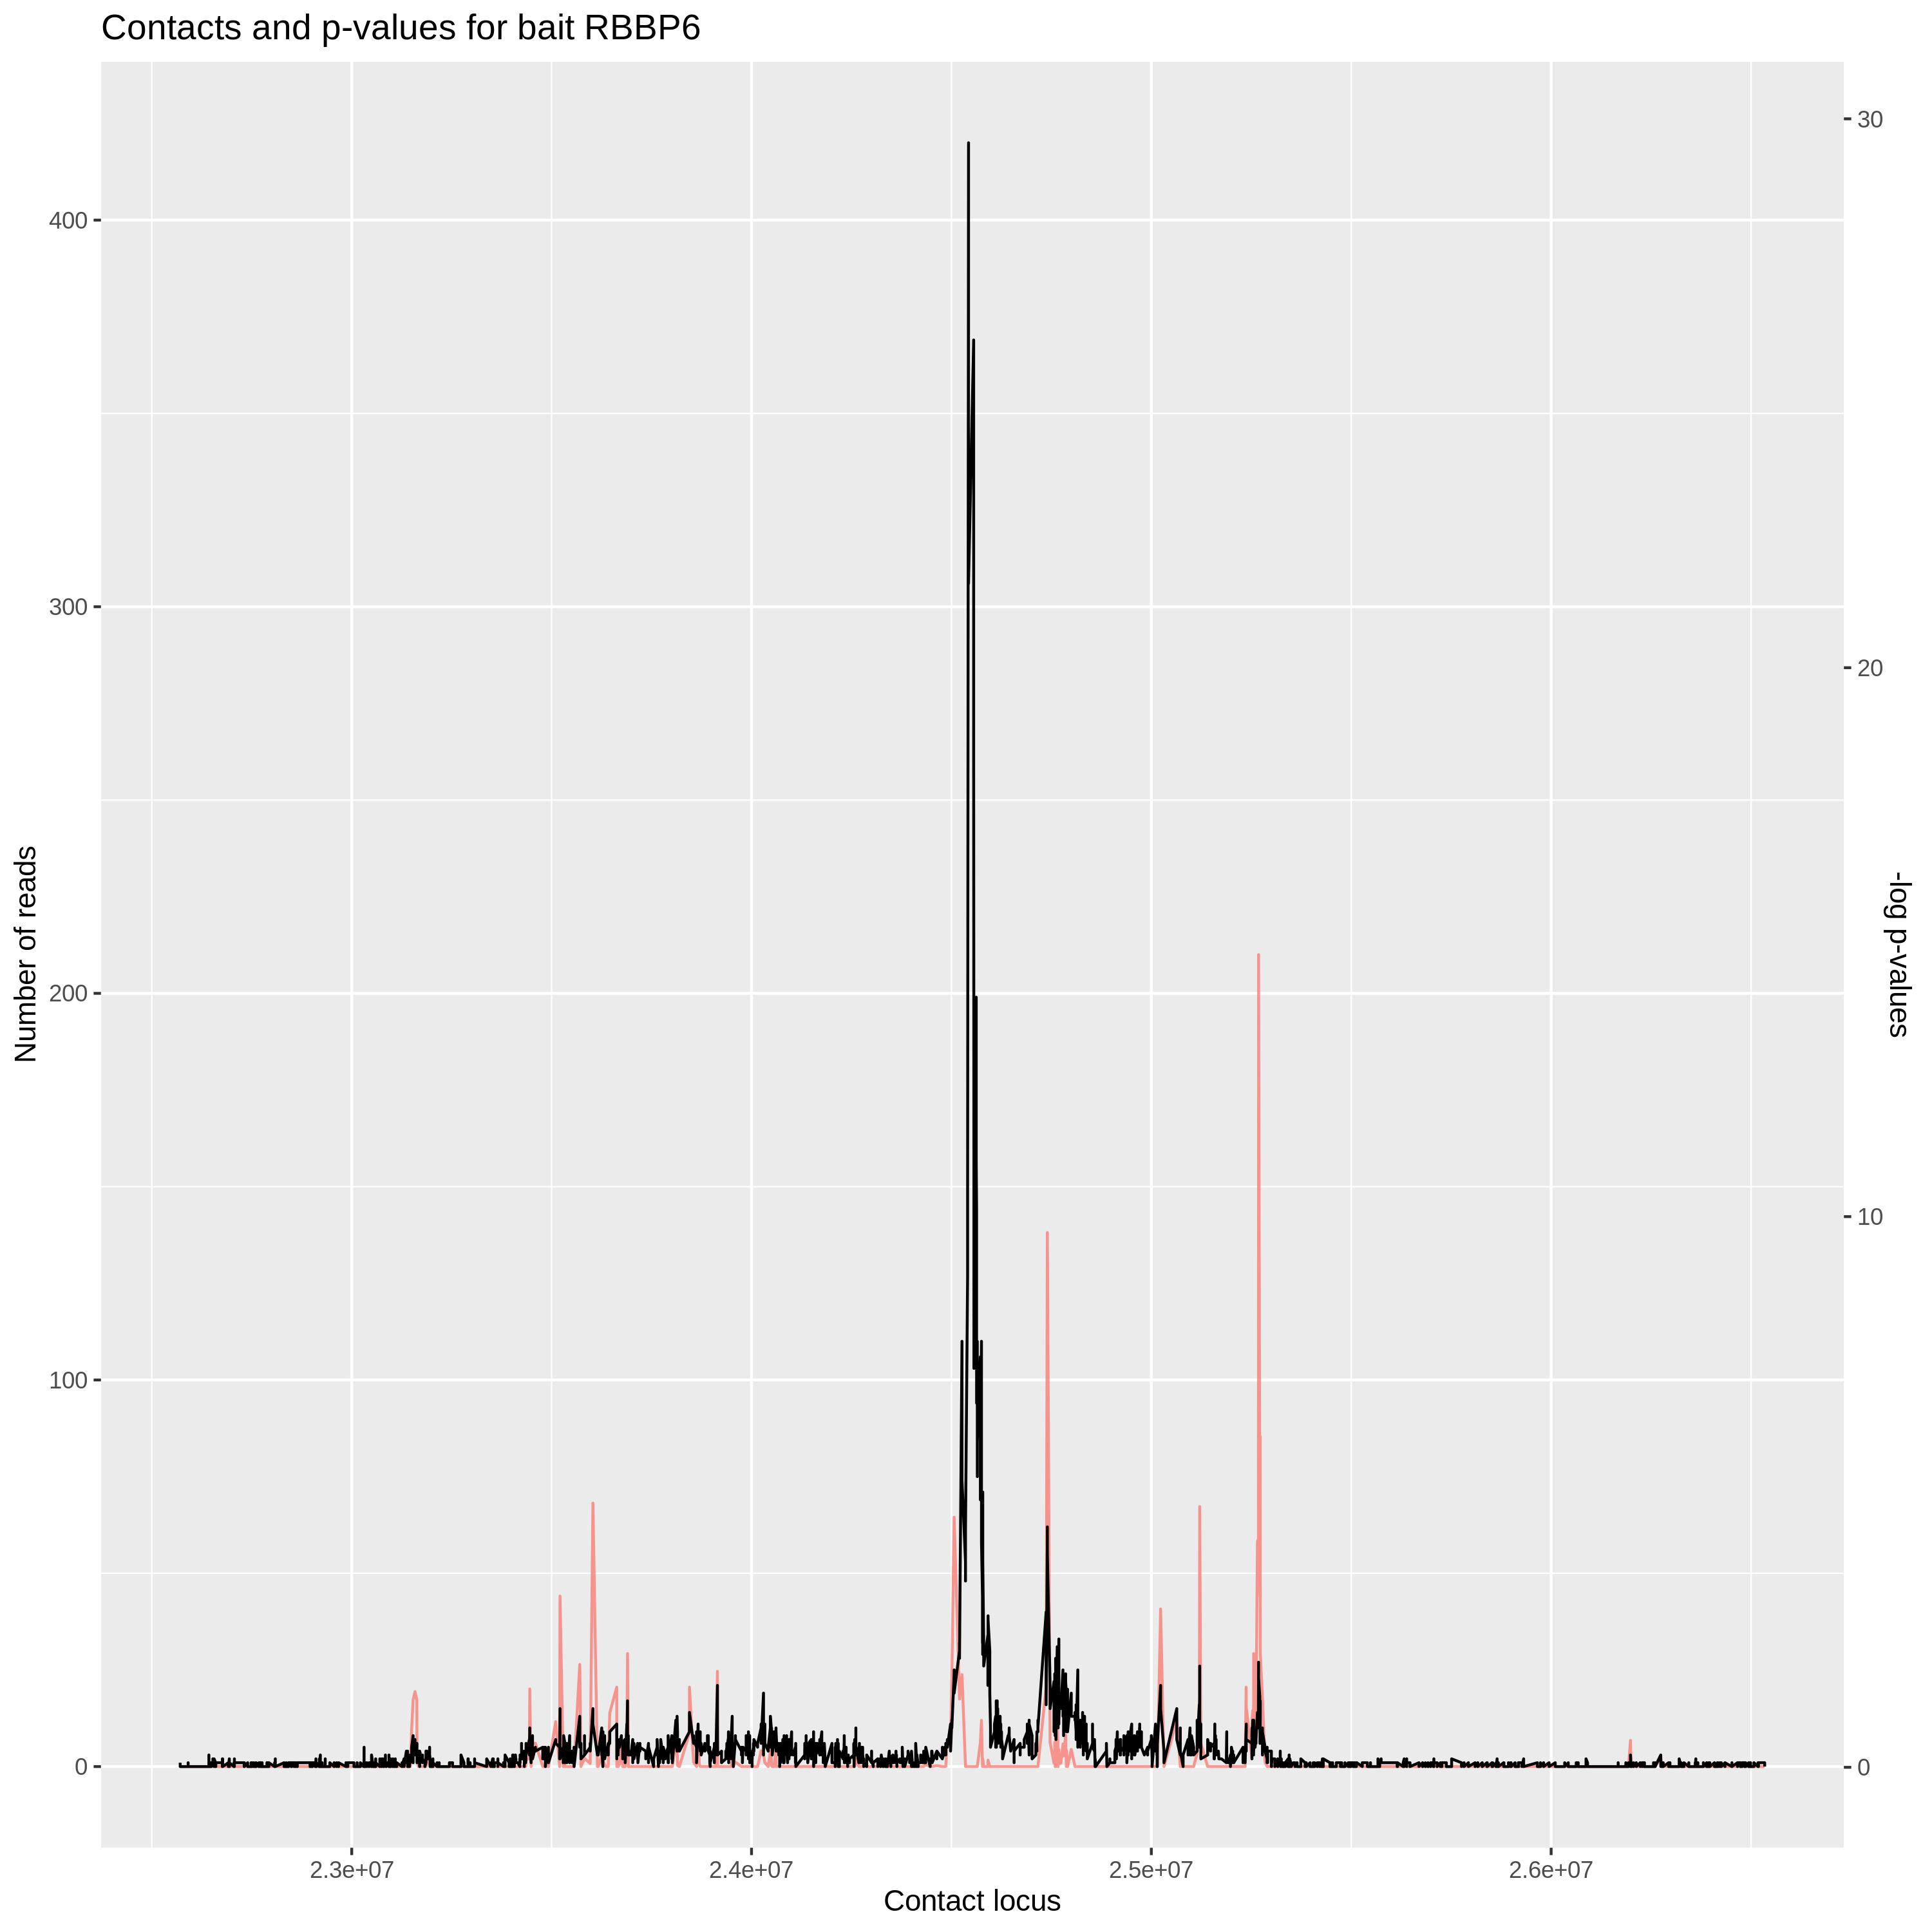 Contacts and p-values for bait RBBP6
400
300
200
100
0
30
20
10
0
Number of reads
-log p-values
2.3e+07
2.4e+07
2.5e+07
2.6e+07
Contact locus